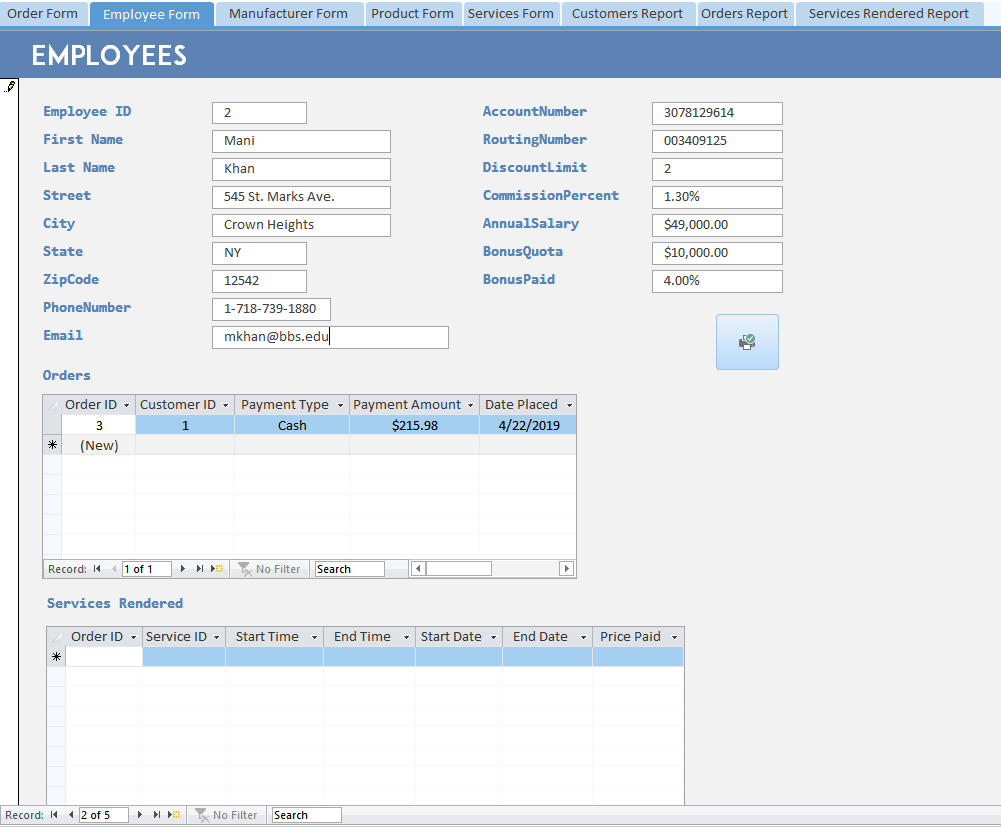 Order Form Employee Form Manufacturer Form Product Form Services Form Customers Report Orders Report Services Rendered Report
EMPLOYEES
Employee ID 2
First Name Mani
Last Name Khan
Street 545 St. Marks Ave.
City Crown Heights
State NY
ZipCode 12542
PhoneNumber 1-718-739-1880
Email mkhan@bbs.edu
AccountNumber 3078129614
RoutingNumber 003409125
DiscountLimit 2
CommissionPercent 1.30%
AnnualSalary $49,000.00
BonusQuota $10,000.00
BonusPaid 4.00%
Orders
Order ID Customer ID Payment Type Payment Amount Date Placed
3 1 Cash $215.98 4/22/2019
(New)
Record: 1 of 1 No Filter Search
Services Rendered
Order ID Service ID Start Time End Time Start Date End Date Price Paid
Record: 2 of 5 No Filter Search